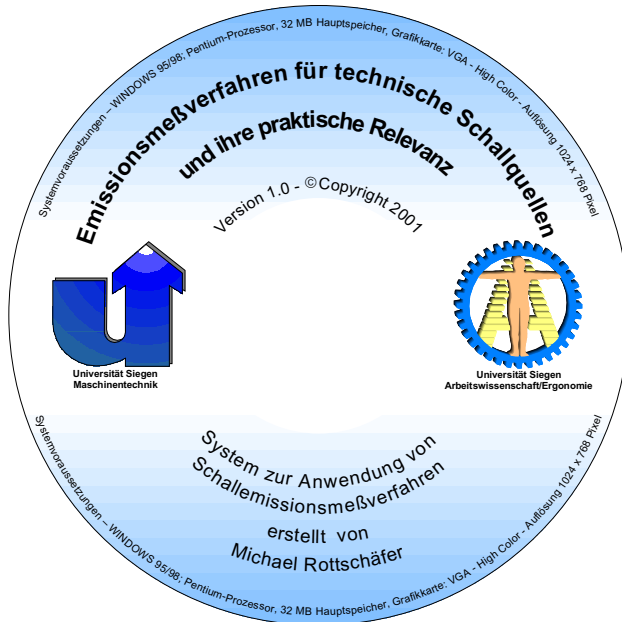 Systemvoraussetzungen – WINDOWS 95/98; Pentium-Prozessor, 32 MB Hauptspeicher, Grafikkarte: VGA - High Color - Auflösung 1024 x 768 Pixel
Emissionsmeßverfahren für technische Schallquellen
und ihre praktische Relevanz
Version 1.0 - ©Copyright 2001
Universität Siegen
Maschinentechnik
Universität Siegen
Arbeitswissenschaft/Ergonomie
System zur Anwendung von
Schallemissionsmeßverfahren
erstellt von
Michael Rottschäfer
Systemvoraussetzungen – WINDOWS 95/98; Pentium-Prozessor, 32 MB Hauptspeicher, Grafikkarte: VGA - High Color - Auflösung 1024 x 768 Pixel